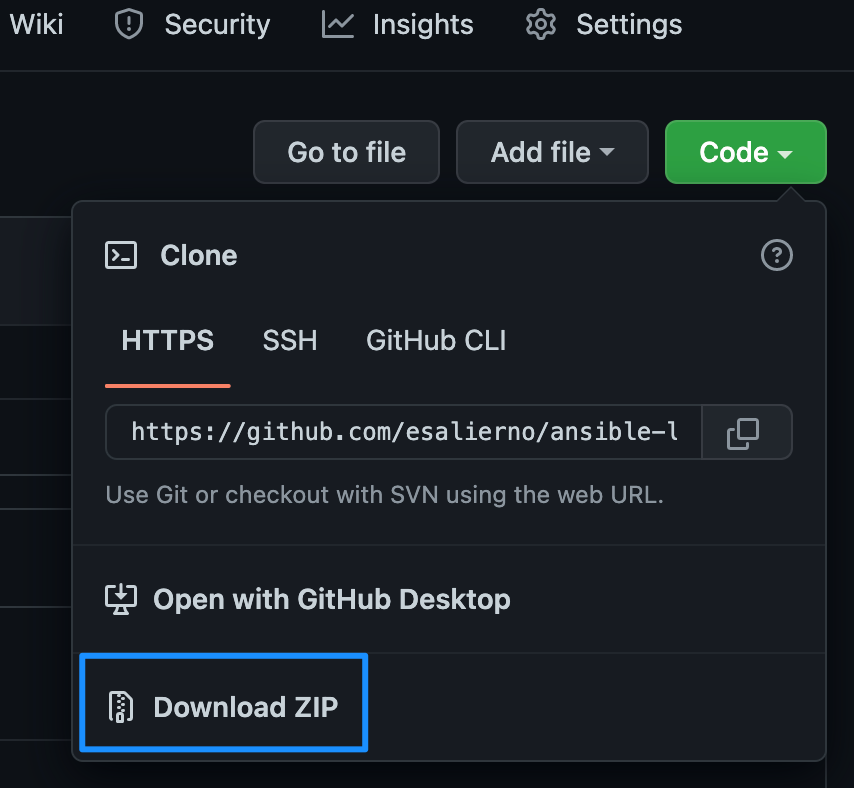 Wiki Security Insights Settings
Go to file Add file Code
Clone
HTTPS SSH GitHub CLI
https://github.com/esalierno/ansible-l
Use Git or checkout with SVN using the web URL.
Open with GitHub Desktop
Download ZIP